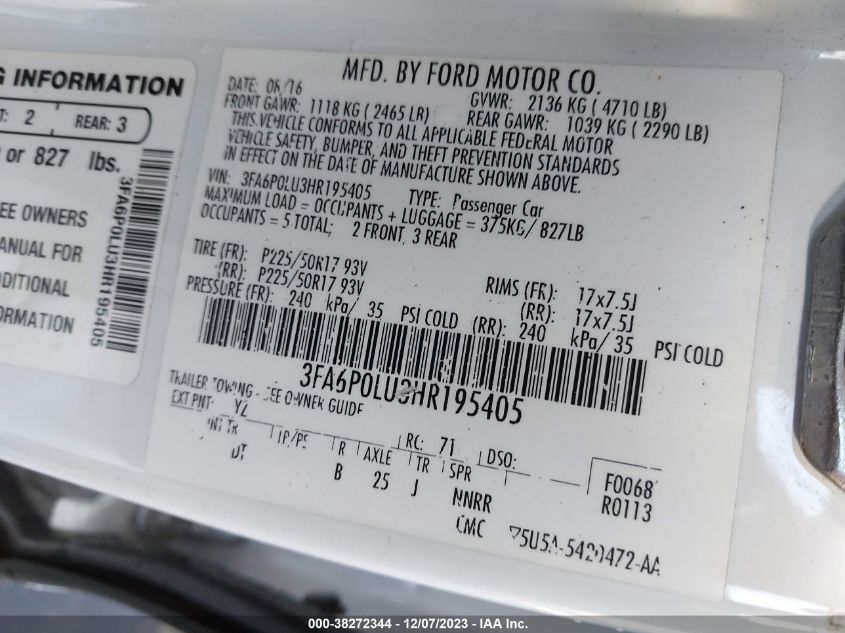 G INFORMATION
T: 2 REAR: 3
or 827 lbs.
EE OWNERS
ANUAL FOR
DDITIONAL
FORMATION
3FA6P0LU3HR195405
MFD. BY FORD MOTOR CO.
DATE: 06/16 GVWR: 2136 KG ( 4710 LB)
FRONT GAWR: 1118 KG ( 2465 LB) REAR GAWR: 1039 KG ( 2290 LB)
THIS VEHICLE CONFORMS TO ALL APPLICABLE FEDERAL MOTOR
VEHICLE SAFETY, BUMPER, AND THEFT PREVENTION STANDARDS
IN EFFECT ON THE DATE OF MANUFACTURE SHOWN ABOVE.
VIN: 3FA6P0LU3HR195405 TYPE: Passenger Car
MAXIMUM LOAD = OCCUPANTS + LUGGAGE = 375KG/ 827LB
OCCUPANTS = 5 TOTAL; 2 FRONT, 3 REAR
TIRE (FR): P225/50R17 93V RIMS (FR): 17x7.5J
(RR): P225/50R17 93V (RR): 17x7.5J
PRESSURE (FR): 240 kPa/ 35 PSI COLD (RR): 240 kPa/ 35 PSI COLD
3FA6P0LU3HR195405
TRAILER TOWING - SEE OWNER GUIDE
EXT PNT: YZ RC: 71 DSO:
INT TR TP/PS R AXLE TR SPR F0068
DT B 25 J NNRR R0113
CMC 5U5A-5420472-AA
000-38272344 - 12/07/2023 - IAA Inc.